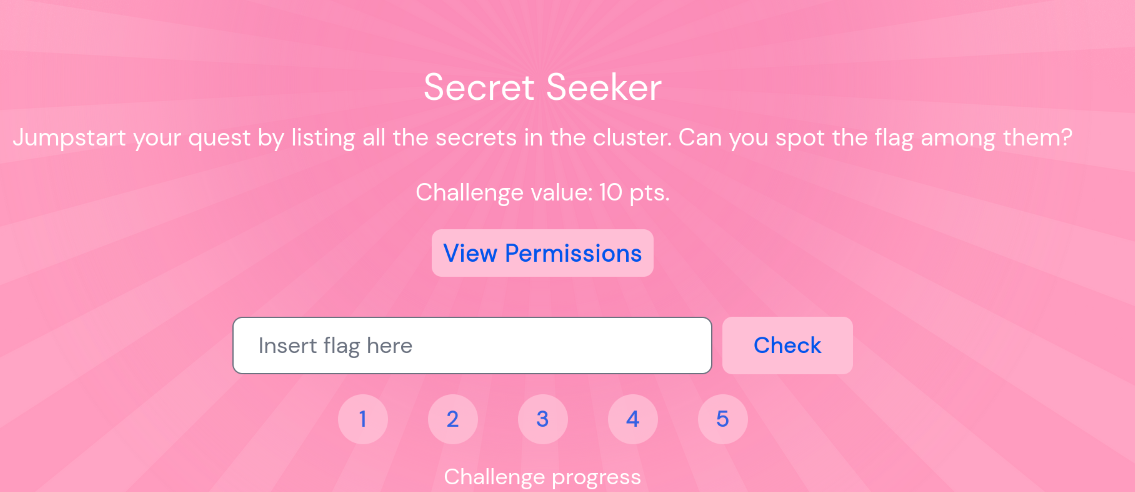 Secret Seeker
Jumpstart your quest by listing all the secrets in the cluster. Can you spot the flag among them?
Challenge value: 10 pts.
View Permissions
Insert flag here
Check
1 2 3 4 5
Challenge progress